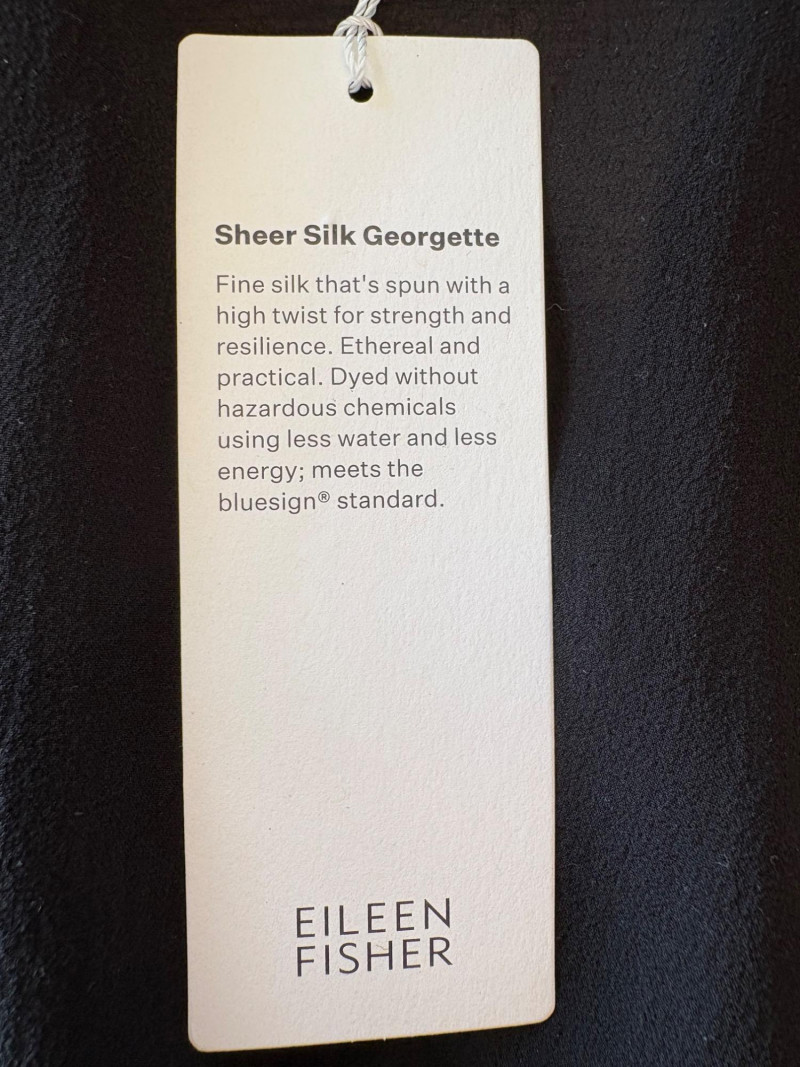 Sheer Silk Georgette
Fine silk that's spun with a
high twist for strength and
resilience. Ethereal and
practical. Dyed without
hazardous chemicals
using less water and less
energy; meets the
bluesign® standard.
EILEEN
FISHER